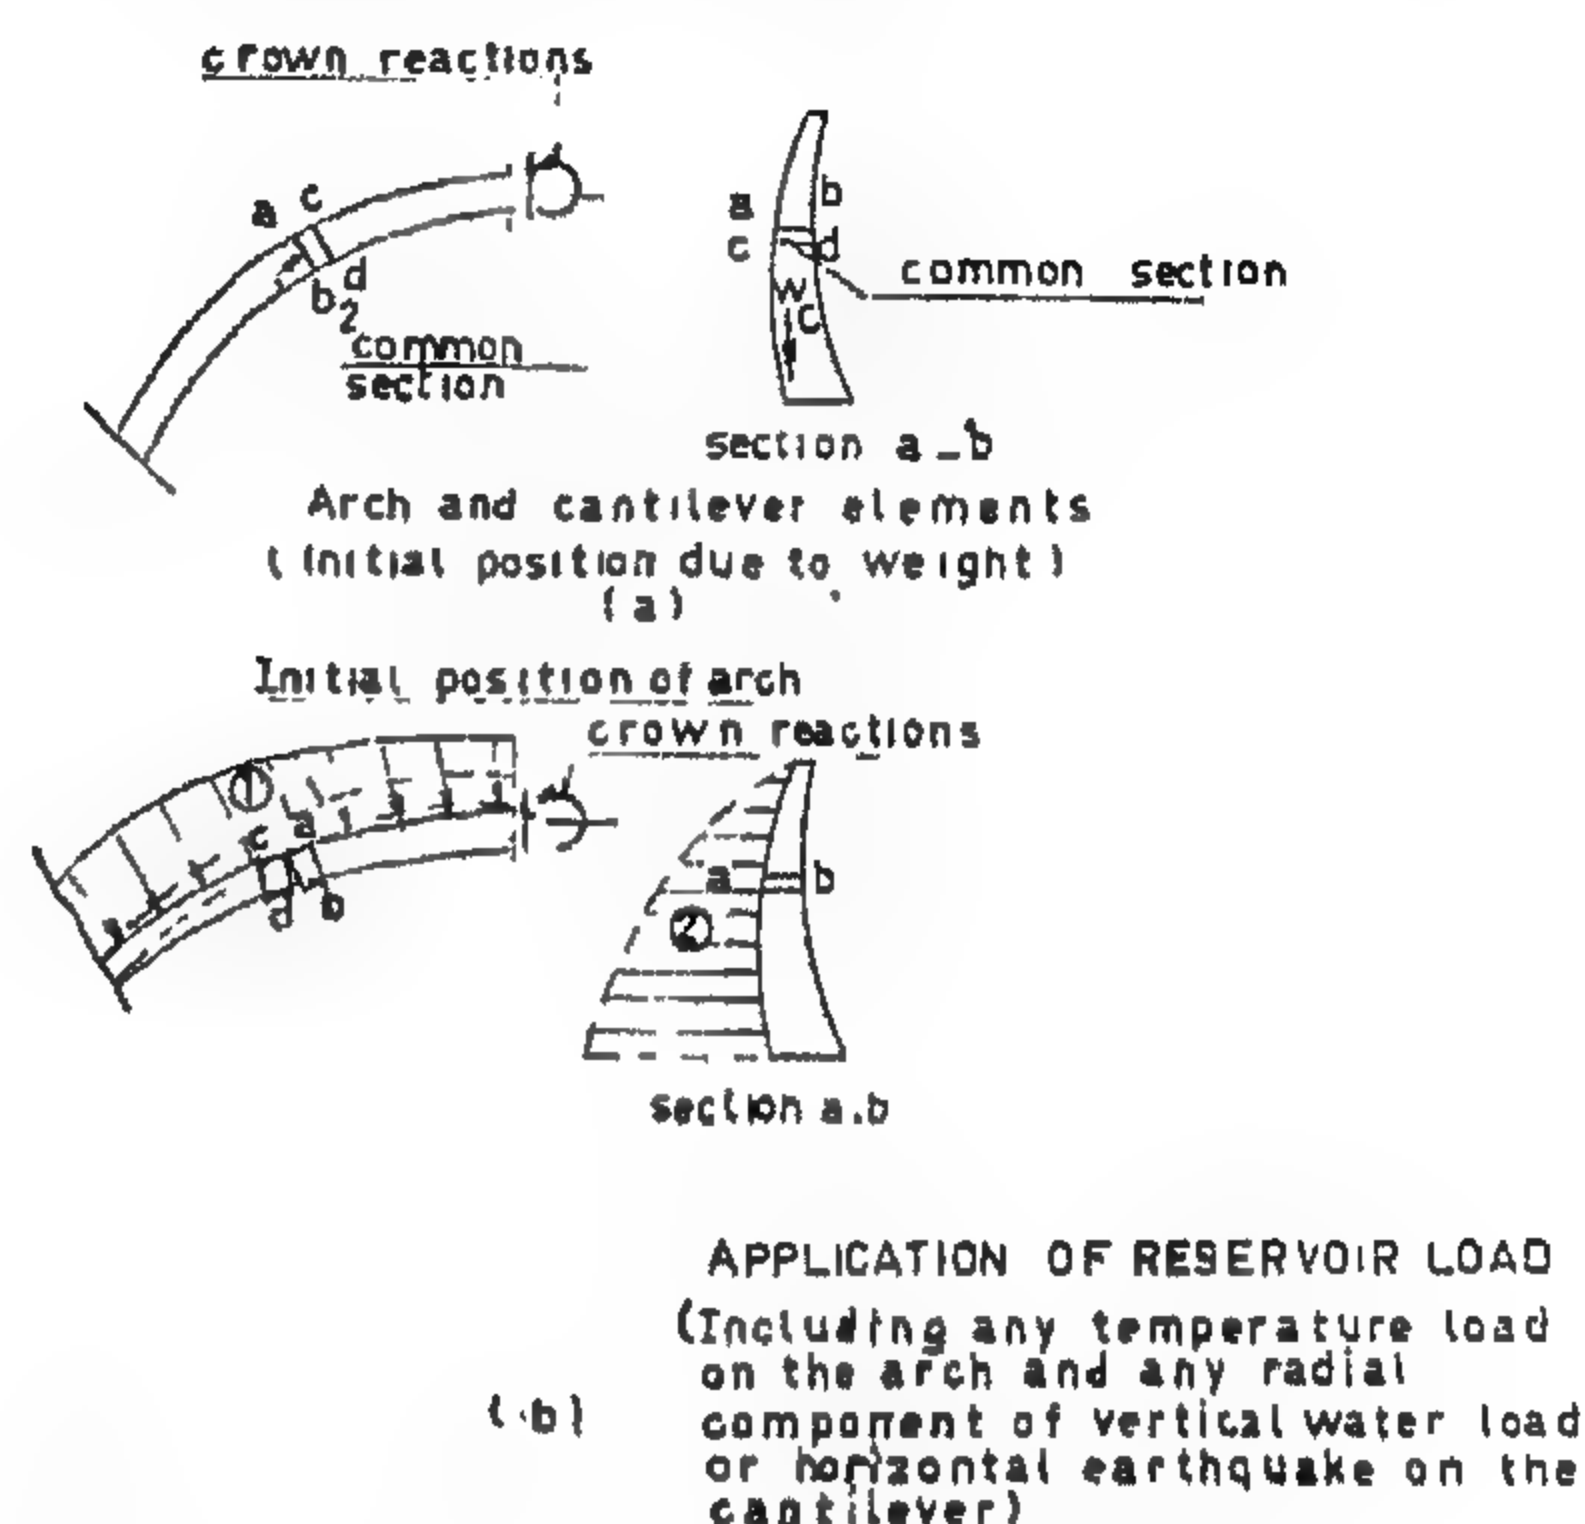 crown reactions
a c
b d
2
common
section
a b
c d
common section
W
C
section a_b
Arch and cantilever elements
(Initial position due to weight)
(a)
Initial position of arch
crown reactions
1
c a
d b
a b
2
section a.b
APPLICATION OF RESERVOIR LOAD
(Including any temperature load
on the arch and any radial
(b) component of vertical water load
or horizontal earthquake on the
cantilever)